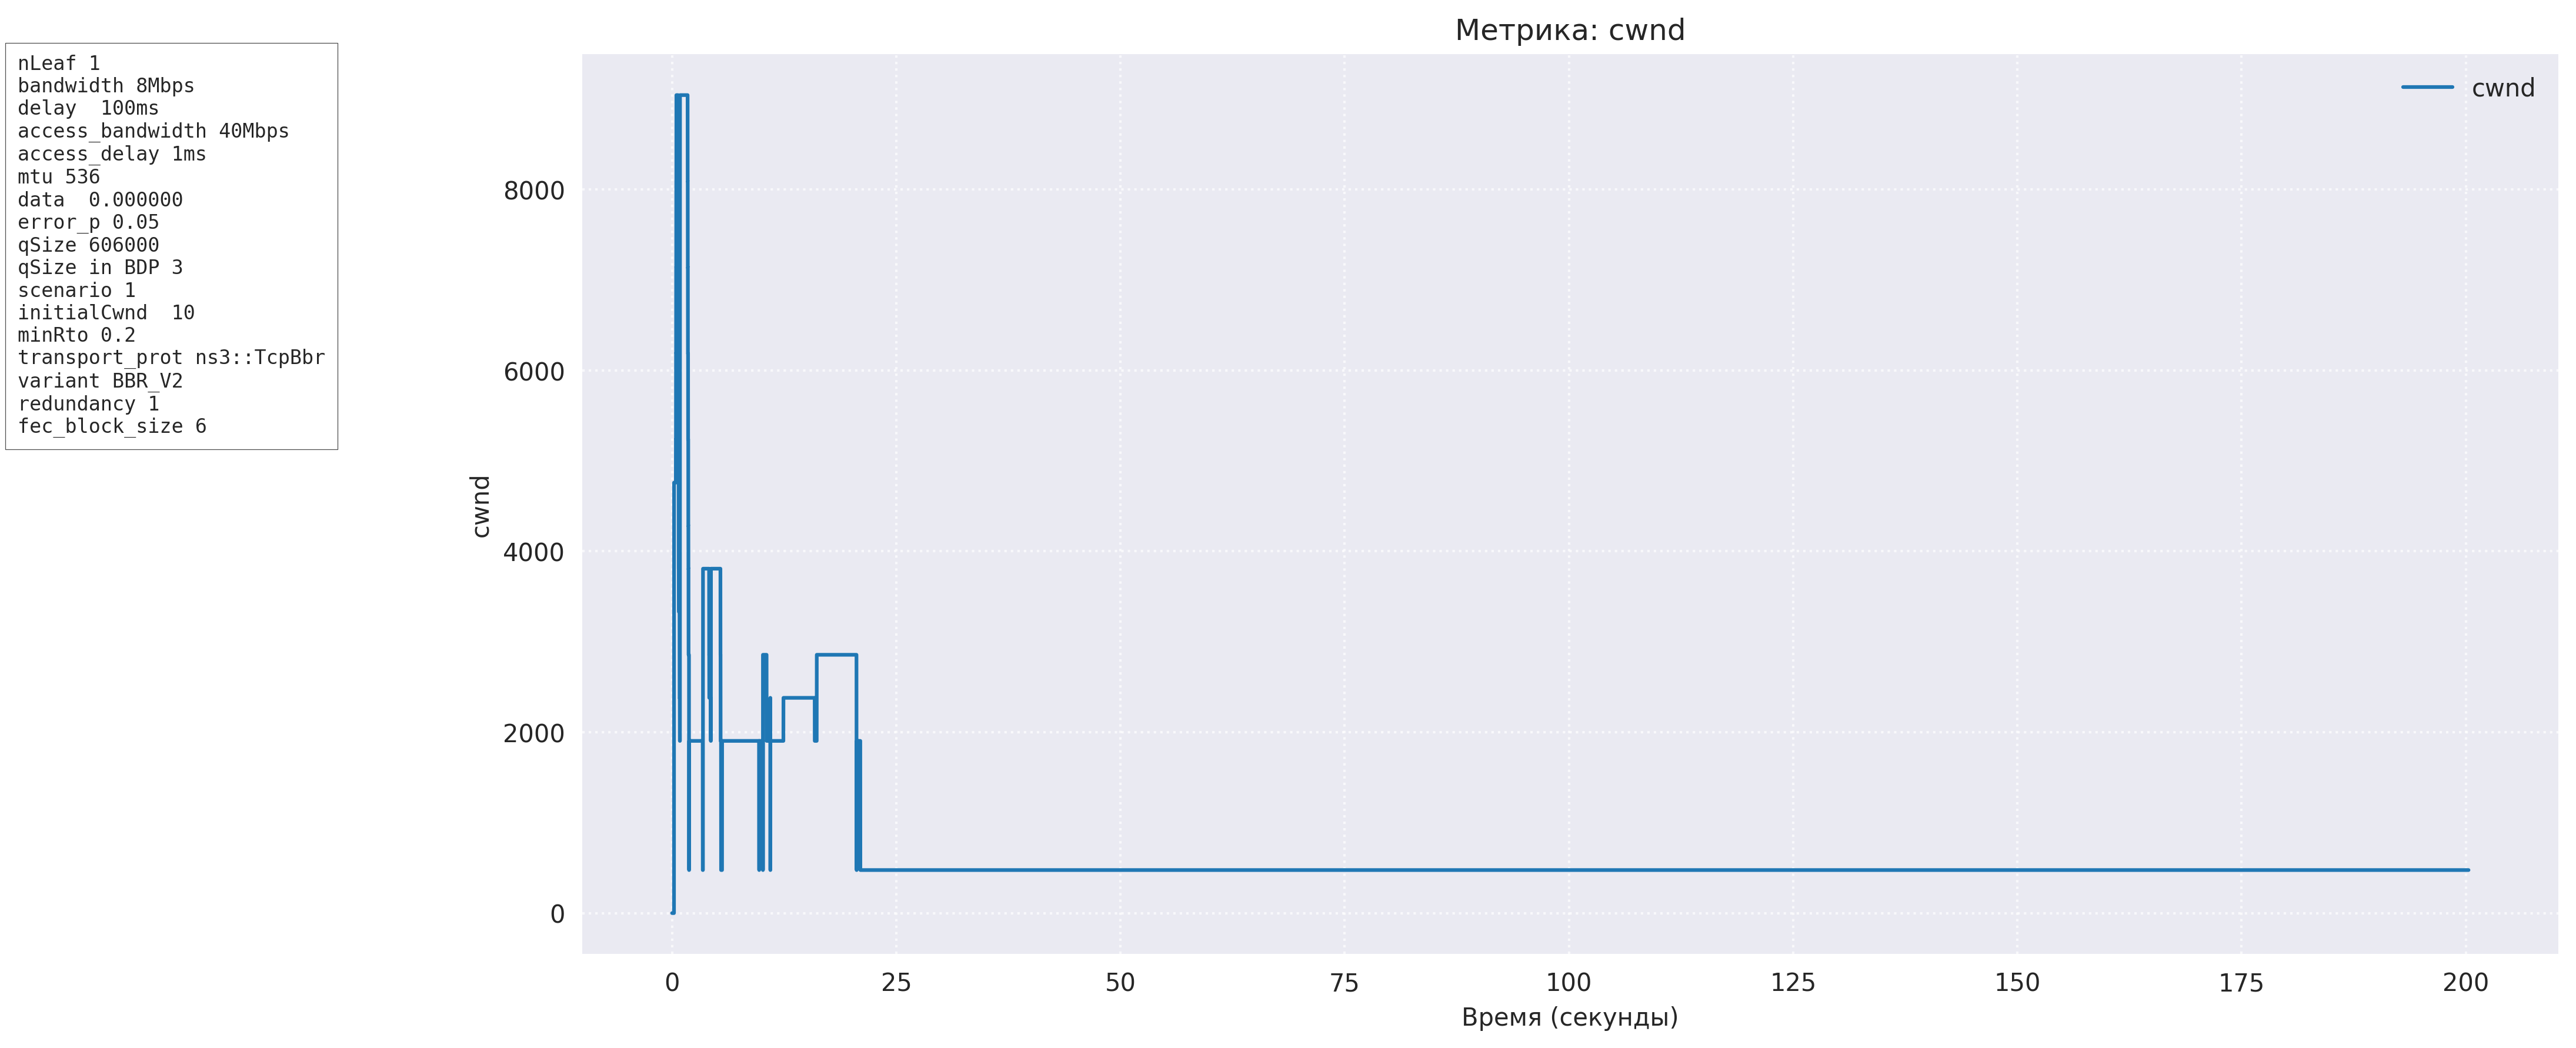 Метрика: cwnd
nLeaf 1
bandwidth 8Mbps
delay  100ms
access_bandwidth 40Mbps
access_delay 1ms
mtu 536
data  0.000000
error_p 0.05
qSize 606000
qSize in BDP 3
scenario 1
initialCwnd  10
minRto 0.2
transport_prot ns3::TcpBbr
variant BBR_V2
redundancy 1
fec_block_size 6
cwnd
cwnd
8000
6000
4000
2000
0
0 25 50 75 100 125 150 175 200
Время (секунды)